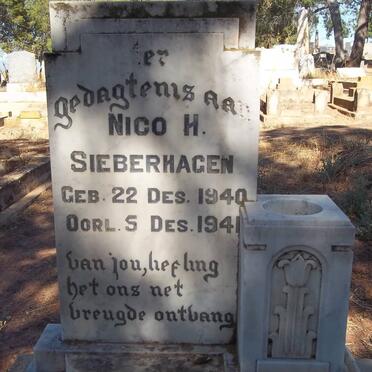 Ter
gedagtenis aan
NICO H.
SIEBERHAGEN
GEB. 22 DES. 1940
OORL. 5 DES. 1941
Van jou, liefling
het ons net
vreugde ontvang